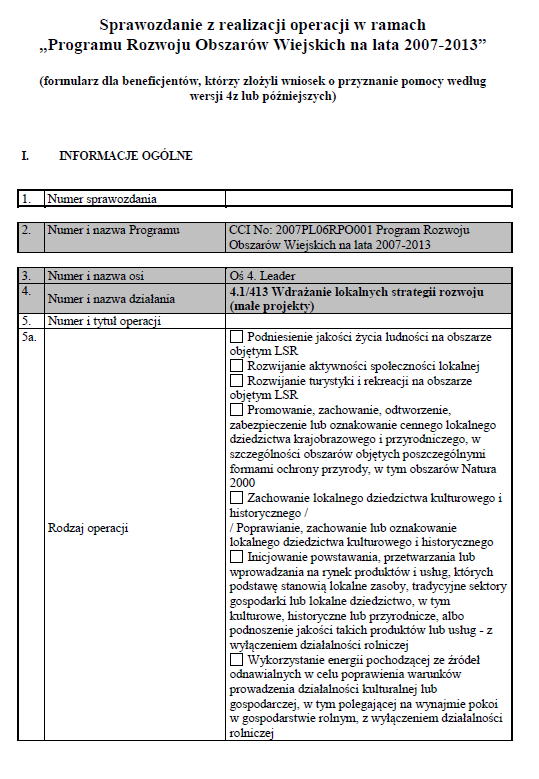 Sprawozdanie z realizacji operacji w ramach
„Programu Rozwoju Obszarów Wiejskich na lata 2007-2013”
(formularz dla beneficjentów, którzy złożyli wniosek o przyznanie pomocy według
wersji 4z lub późniejszych)
I. INFORMACJE OGÓLNE
1. Numer sprawozdania
2. Numer i nazwa Programu CCI No: 2007PL06RPO001 Program Rozwoju
Obszarów Wiejskich na lata 2007-2013
3. Numer i nazwa osi Oś 4. Leader
4. Numer i nazwa działania 4.1/413 Wdrażanie lokalnych strategii rozwoju
(małe projekty)
5. Numer i tytuł operacji
5a. Rodzaj operacji
Podniesienie jakości życia ludności na obszarze
objętym LSR
Rozwijanie aktywności społeczności lokalnej
Rozwijanie turystyki i rekreacji na obszarze
objętym LSR
Promowanie, zachowanie, odtworzenie,
zabezpieczenie lub oznakowanie cennego lokalnego
dziedzictwa krajobrazowego i przyrodniczego, w
szczególności obszarów objętych poszczególnymi
formami ochrony przyrody, w tym obszarów Natura
2000
Zachowanie lokalnego dziedzictwa kulturowego i
historycznego /
/ Poprawianie, zachowanie lub oznakowanie
lokalnego dziedzictwa kulturowego i historycznego
Inicjowanie powstawania, przetwarzania lub
wprowadzania na rynek produktów i usług, których
podstawę stanowią lokalne zasoby, tradycyjne sektory
gospodarki lub lokalne dziedzictwo, w tym
kulturowe, historyczne lub przyrodnicze, albo
podnoszenie jakości takich produktów lub usług - z
wyłączeniem działalności rolniczej
Wykorzystanie energii pochodzącej ze źródeł
odnawialnych w celu poprawienia warunków
prowadzenia działalności kulturalnej lub
gospodarczej, w tym polegającej na wynajmie pokoi
w gospodarstwie rolnym, z wyłączeniem działalności
rolniczej